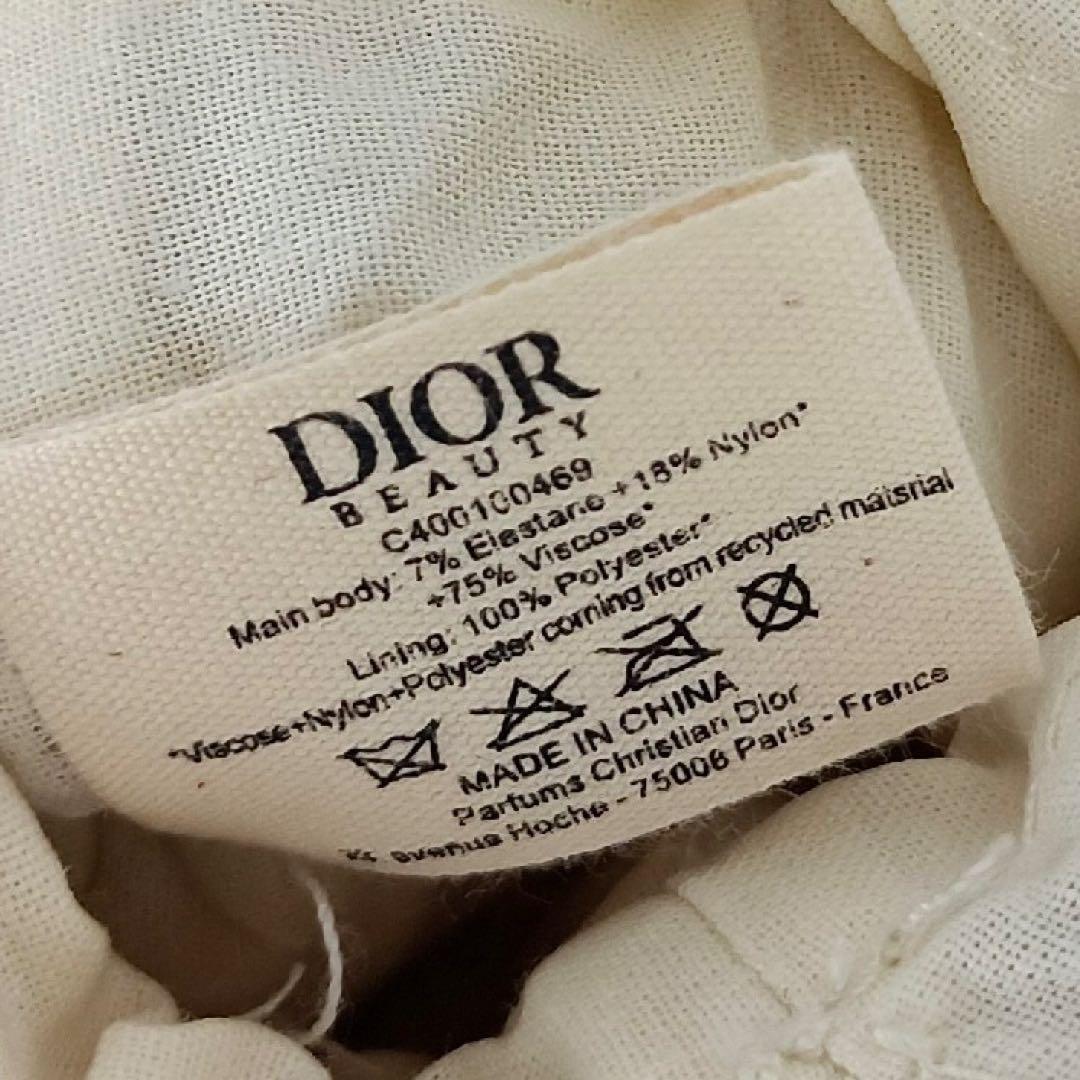 DIOR
BEAUTY
C400100469
Main body: 7% Elastane + 18% Nylon*
+75% Viscose*
Lining: 100% Polyester*
*Viscose+Nylon+Polyester coming from recycled material
MADE IN CHINA
Parfums Christian Dior
avenue Hoche - 75008 Paris - France